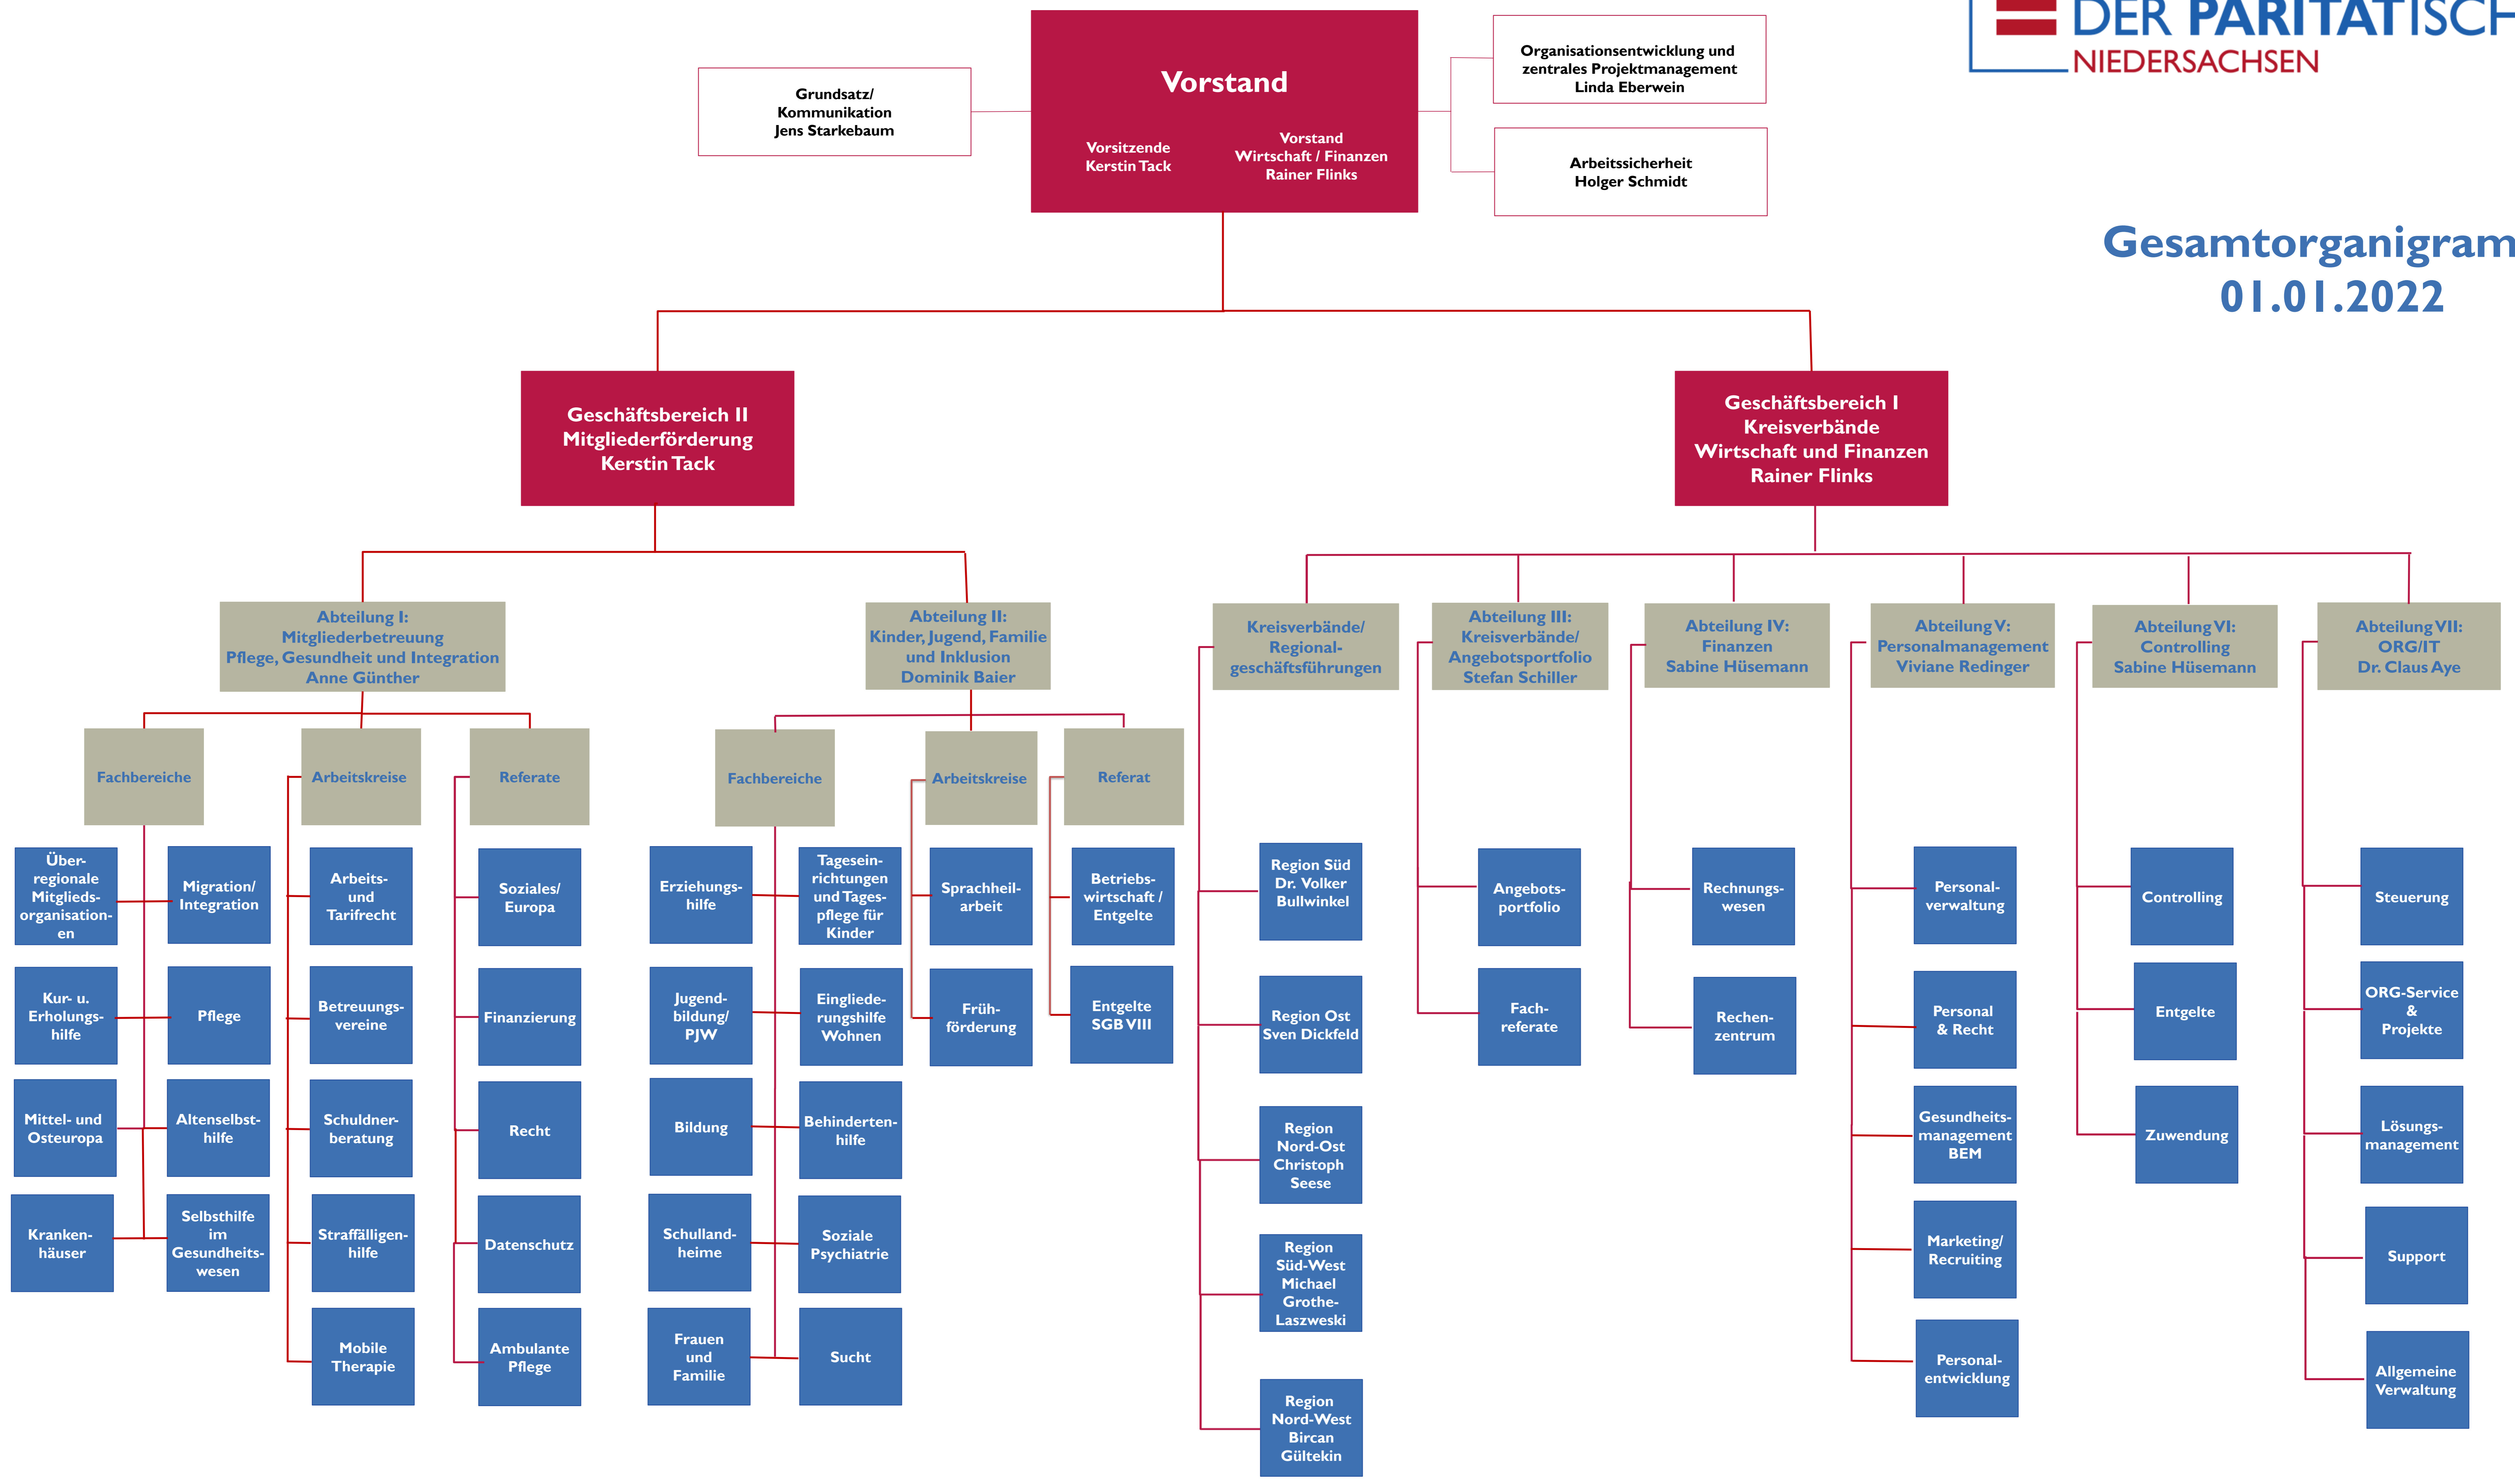 DER PARITÄTISCH
NIEDERSACHSEN
Gesamtorganigram
01.01.2022
Vorstand
Vorsitzende
Kerstin Tack
Vorstand
Wirtschaft / Finanzen
Rainer Flinks
Grundsatz/
Kommunikation
Jens Starkebaum
Organisationsentwicklung und
zentrales Projektmanagement
Linda Eberwein
Arbeitssicherheit
Holger Schmidt
Geschäftsbereich II
Mitgliederförderung
Kerstin Tack
Geschäftsbereich I
Kreisverbände
Wirtschaft und Finanzen
Rainer Flinks
Abteilung I:
Mitgliederbetreuung
Pflege, Gesundheit und Integration
Anne Günther
Abteilung II:
Kinder, Jugend, Familie
und Inklusion
Dominik Baier
Kreisverbände/
Regional-
geschäftsführungen
Abteilung III:
Kreisverbände/
Angebotsportfolio
Stefan Schiller
Abteilung IV:
Finanzen
Sabine Hüsemann
Abteilung V:
Personalmanagement
Viviane Redinger
Abteilung VI:
Controlling
Sabine Hüsemann
Abteilung VII:
ORG/IT
Dr. Claus Aye
Fachbereiche
Arbeitskreise
Referate
Fachbereiche
Arbeitskreise
Referat
Über-
regionale
Mitglieds-
organisation-
en
Migration/
Integration
Kur- u.
Erholungs-
hilfe
Pflege
Mittel- und
Osteuropa
Altenselbst-
hilfe
Kranken-
häuser
Selbsthilfe
im
Gesundheits-
wesen
Arbeits-
und
Tarifrecht
Betreuungs-
vereine
Schuldner-
beratung
Straffälligen-
hilfe
Mobile
Therapie
Soziales/
Europa
Finanzierung
Recht
Datenschutz
Ambulante
Pflege
Erziehungs-
hilfe
Tagesein-
richtungen
und Tages-
pflege für
Kinder
Jugend-
bildung/
PJW
Eingliede-
rungshilfe
Wohnen
Bildung
Behinderten-
hilfe
Schulland-
heime
Soziale
Psychiatrie
Frauen
und
Familie
Sucht
Sprachheil-
arbeit
Früh-
förderung
Betriebs-
wirtschaft /
Entgelte
Entgelte
SGB VIII
Region Süd
Dr. Volker
Bullwinkel
Region Ost
Sven Dickfeld
Region
Nord-Ost
Christoph
Seese
Region
Süd-West
Michael
Grothe-
Laszweski
Region
Nord-West
Bircan
Gültekin
Angebots-
portfolio
Fach-
referate
Rechnungs-
wesen
Rechen-
zentrum
Personal-
verwaltung
Personal
& Recht
Gesundheits-
management
BEM
Marketing/
Recruiting
Personal-
entwicklung
Controlling
Entgelte
Zuwendung
Steuerung
ORG-Service
&
Projekte
Lösungs-
management
Support
Allgemeine
Verwaltung